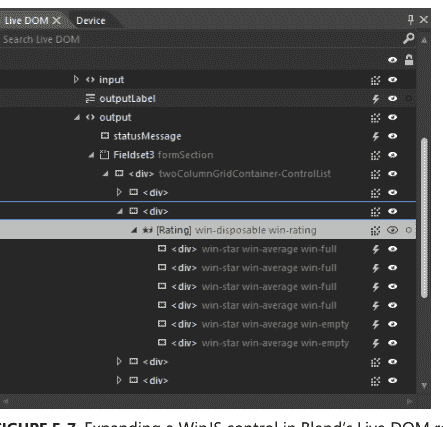 Live DOM Device
Search Live DOM
input
outputLabel
output
statusMessage
Fieldset3 formSection
<div> twoColumnGridContainer-ControlList
<div>
<div>
[Rating] win-disposable win-rating
<div> win-star win-average win-full
<div> win-star win-average win-full
<div> win-star win-average win-full
<div> win-star win-average win-full
<div> win-star win-average win-empty
<div> win-star win-average win-empty
<div>
<div>
FIGURE 5-7 Expanding a WinJS control in Blend's Live DOM